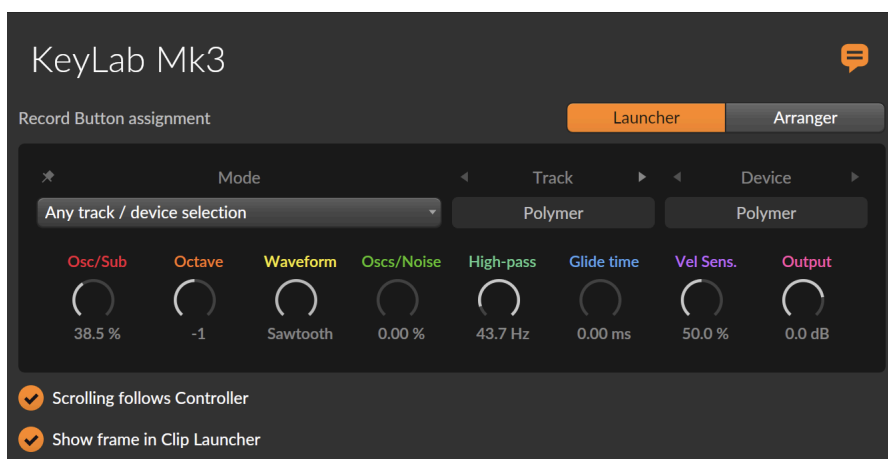 KeyLab Mk3
Record Button assignment
Launcher
Arranger
Mode
Track
Device
Any track / device selection
Polymer
Polymer
Osc/Sub
Octave
Waveform
Oscs/Noise
High-pass
Glide time
Vel Sens.
Output
38.5 %
-1
Sawtooth
0.00 %
43.7 Hz
0.00 ms
50.0 %
0.0 dB
Scrolling follows Controller
Show frame in Clip Launcher